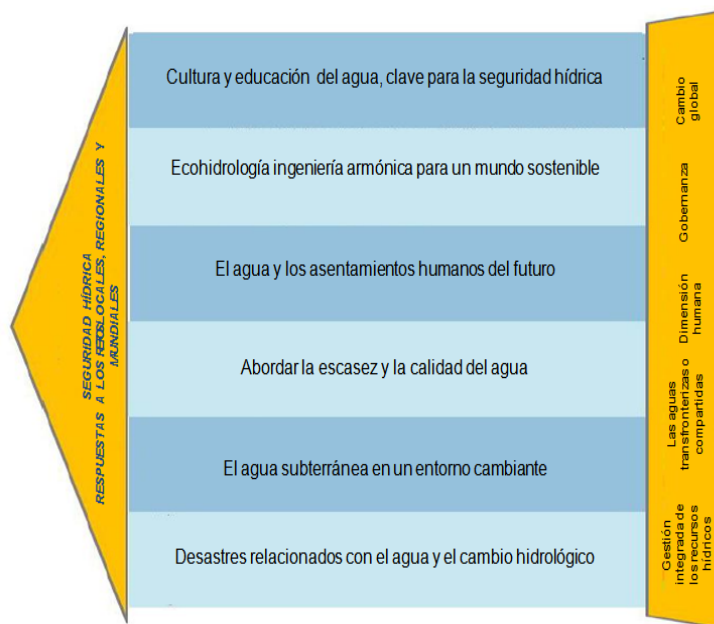 SEGURIDAD HÍDRICA
RESPUESTAS A LOS RETOS LOCALES, REGIONALES Y
MUNDIALES
Cultura y educación del agua, clave para la seguridad hídrica
Ecohidrología ingeniería armónica para un mundo sostenible
El agua y los asentamientos humanos del futuro
Abordar la escasez y la calidad del agua
El agua subterránea en un entorno cambiante
Desastres relacionados con el agua y el cambio hidrológico
Cambio
global
Gobernanza
Dimensión
humana
Las aguas
transfronterizas o
compartidas
Gestión
integrada de
los recursos
hídricos